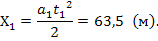 X₁ = a₁t₁²/2 = 63,5 (м).